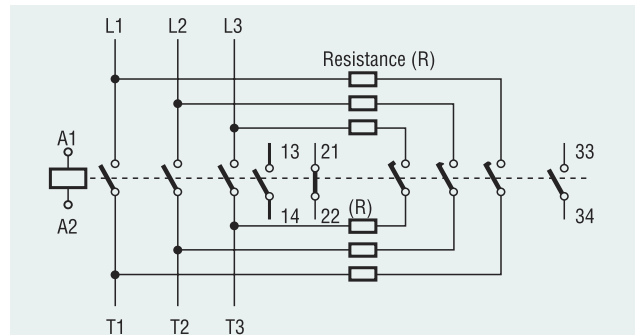 L1 L2 L3
Resistance (R)
A1 13 21 33
A2 14 22 (R) 34
T1 T2 T3